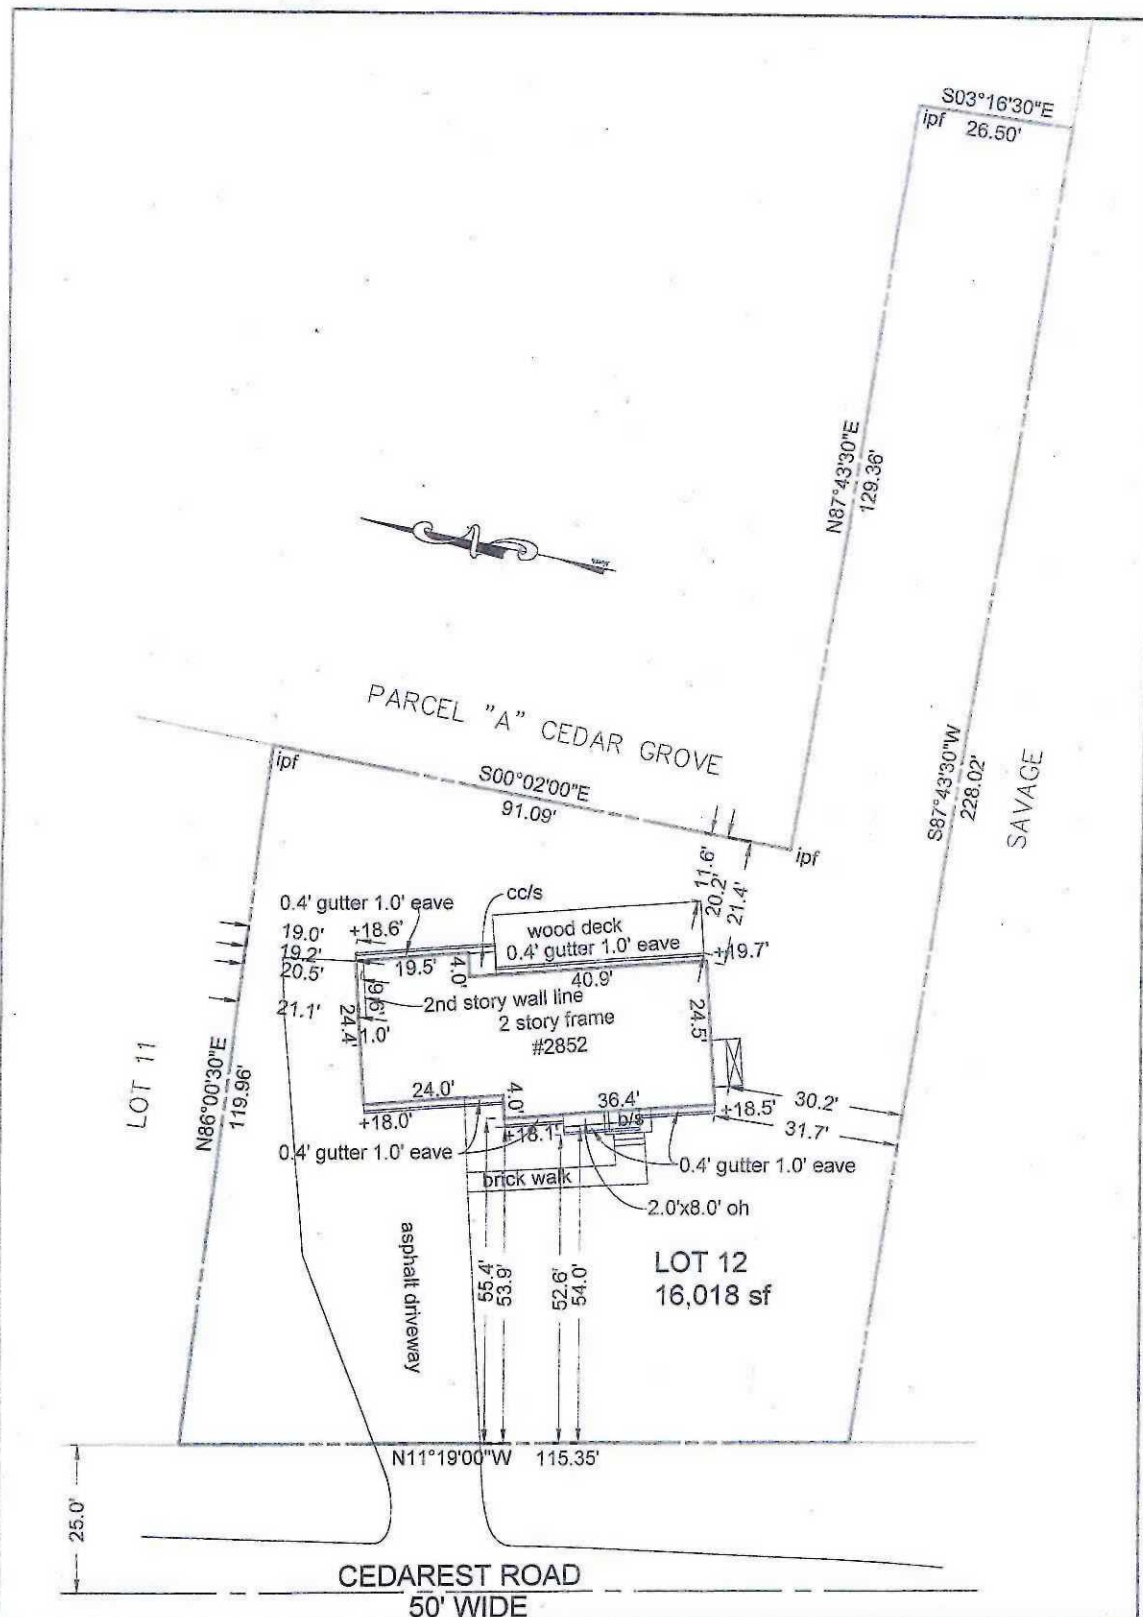 S03°16'30"E
ipf 26.50'
N87°43'30"E
129.36'
PARCEL "A" CEDAR GROVE
S87°43'30"W
228.02'
SAVAGE
ipf
S00°02'00"E
91.09'
ipf
11.6'
20.2'
21.4'
cc/s
0.4' gutter 1.0' eave
wood deck
0.4' gutter 1.0' eave
19.0'
19.2'
20.5'
21.1'
+18.6'
+19.7'
19.5'
4.0'
40.9'
9.6'
1.0'
2nd story wall line
2 story frame
#2852
24.4'
24.5'
LOT 11
N86°00'30"E
119.96'
24.0'
4.0'
36.4'
b/s
+18.0'
+18.1'
+18.5'
30.2'
31.7'
0.4' gutter 1.0' eave
0.4' gutter 1.0' eave
brick walk
2.0'x8.0' oh
asphalt driveway
55.4'
53.9'
52.6'
54.0'
LOT 12
16,018 sf
N11°19'00"W 115.35'
25.0'
CEDAREST ROAD
50' WIDE